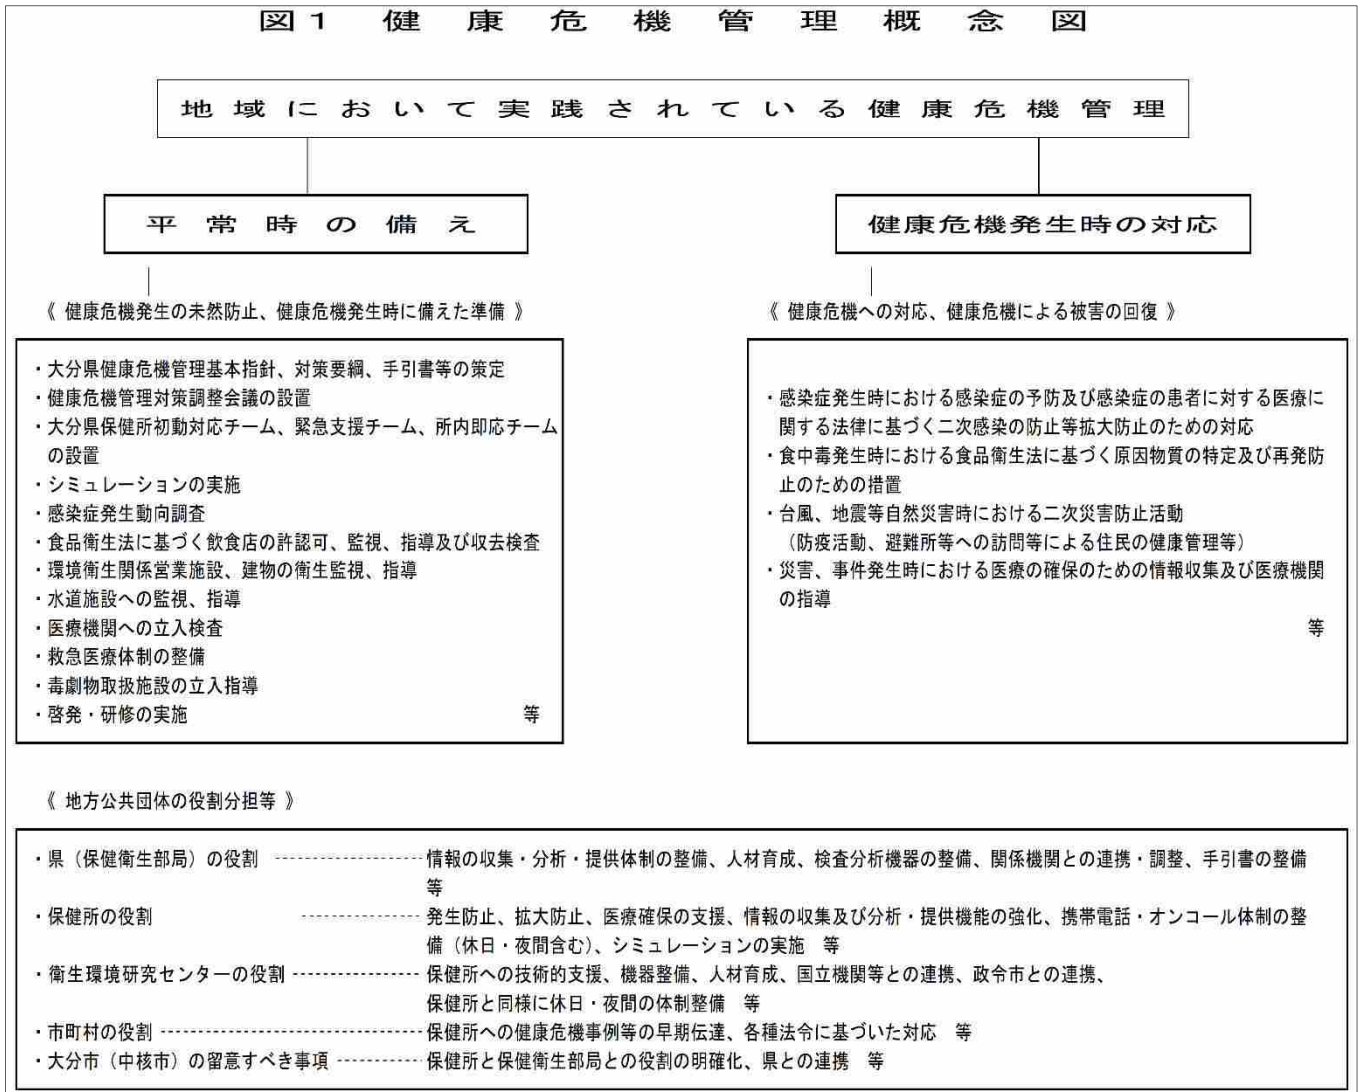 図1 健康危機管理概念図
地域において実践されている健康危機管理
平常時の備え
《 健康危機発生の未然防止、健康危機発生時に備えた準備 》
・大分県健康危機管理基本指針、対策要綱、手引書等の策定
・健康危機管理対策調整会議の設置
・大分県保健所初動対応チーム、緊急支援チーム、所内即応チーム
の設置
・シミュレーションの実施
・感染症発生動向調査
・食品衛生法に基づく飲食店の許認可、監視、指導及び収去検査
・環境衛生関係営業施設、建物の衛生監視、指導
・水道施設への監視、指導
・医療機関への立入検査
・救急医療体制の整備
・毒劇物取扱施設の立入指導
・啓発・研修の実施 等
健康危機発生時の対応
《 健康危機への対応、健康危機による被害の回復 》
・感染症発生時における感染症の予防及び感染症の患者に対する医療に
関する法律に基づく二次感染の防止等拡大防止のための対応
・食中毒発生時における食品衛生法に基づく原因物質の特定及び再発防
止のための措置
・台風、地震等自然災害時における二次災害防止活動
（防疫活動、避難所等への訪問等による住民の健康管理等）
・災害、事件発生時における医療の確保のための情報収集及び医療機関
の指導
等
《 地方公共団体の役割分担等 》
・県（保健衛生部局）の役割 ---------------- 情報の収集・分析・提供体制の整備、人材育成、検査分析機器の整備、関係機関との連携・調整、手引書の整備
等
・保健所の役割 ------------- 発生防止、拡大防止、医療確保の支援、情報の収集及び分析・提供機能の強化、携帯電話・オンコール体制の整
備（休日・夜間含む）、シミュレーションの実施 等
・衛生環境研究センターの役割 -------------- 保健所への技術的支援、機器整備、人材育成、国立機関等との連携、政令市との連携、
保健所と同様に休日・夜間の体制整備 等
・市町村の役割 ----------------------------- 保健所への健康危機事例等の早期伝達、各種法令に基づいた対応 等
・大分市（中核市）の留意すべき事項 ---------- 保健所と保健衛生部局との役割の明確化、県との連携 等